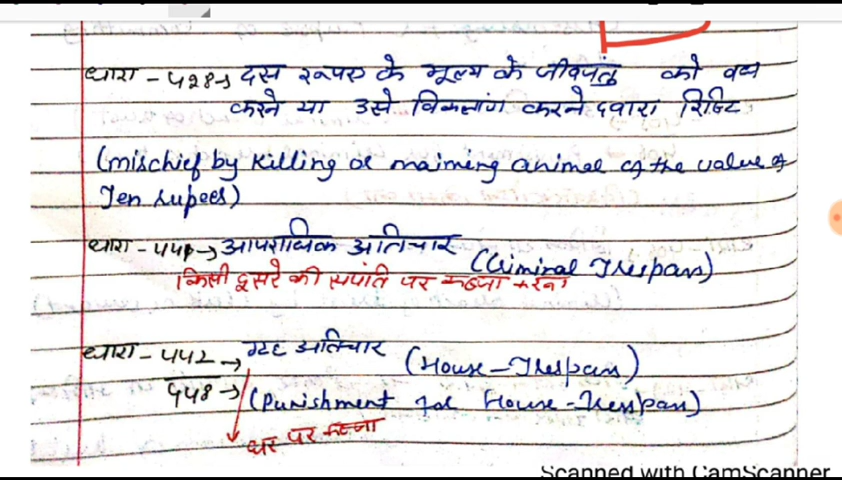 धारा - 428→ दस रूपए के मूल्य के जीवजंतु को वध
करने या उसे विकलांग करने द्वारा रिष्टि
(mischief by Killing or maiming animal of the value of
Ten rupees)
धारा - 441→ आपराधिक अतिचार (Criminal Trespass)
किसी दूसरे की संपति पर कब्जा करना
धारा - 442→ गृह अतिचार (House-Trespass)
448→ (Punishment for House-Tresspass)
घर पर कब्जा
Scanned with CamScanner